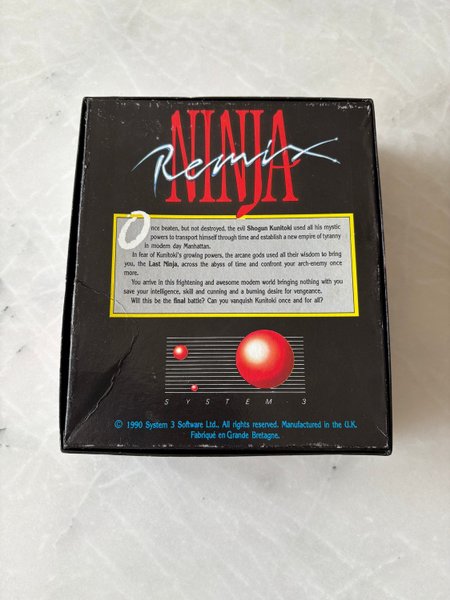 NINJA
Remix
Once beaten, but not destroyed, the evil Shogun Kunitoki used all his mystic
powers to transport himself through time and establish a new empire of tyranny
in modern day Manhattan.
In fear of Kunitoki's growing powers, the arcane gods used all their wisdom to bring
you, the Last Ninja, across the abyss of time and confront your arch-enemy once
more.
You arrive in this frightening and awesome modern world bringing nothing with you
save your intelligence, skill and cunning and a burning desire for vengeance.
Will this be the final battle? Can you vanquish Kunitoki once and for all?
SYSTEM 3
© 1990 System 3 Software Ltd., All rights reserved. Manufactured in the U.K.
Fabriqué en Grande Bretagne.